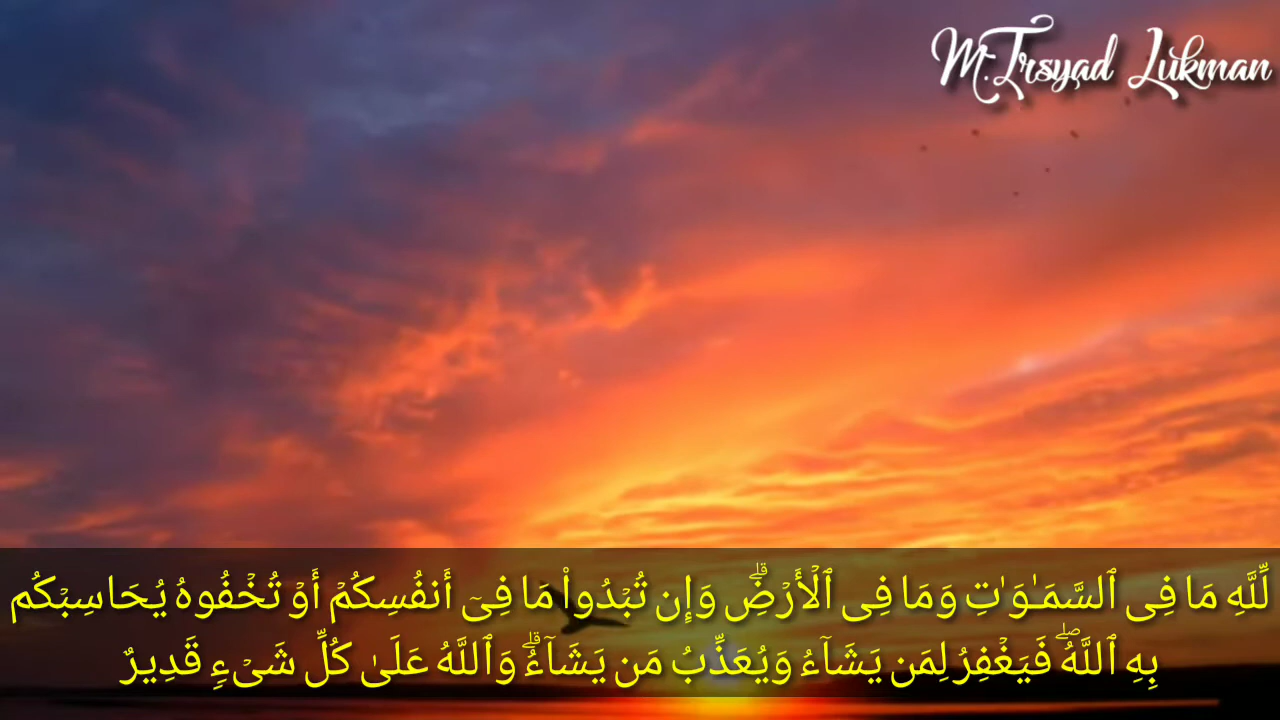 M.Irsyad Lukman
لِّلَّهِ مَا فِى ٱلسَّمَـٰوَٰتِ وَمَا فِى ٱلْأَرْضِۗ وَإِن تُبْدُوا۟ مَا فِىٓ أَنفُسِكُمْ أَوْ تُخْفُوهُ يُحَاسِبْكُم
بِهِ ٱللَّهُۖ فَيَغْفِرُ لِمَن يَشَآءُ وَيُعَذِّبُ مَن يَشَآءُۗ وَٱللَّهُ عَلَىٰ كُلِّ شَىْءٍ قَدِيرٌ